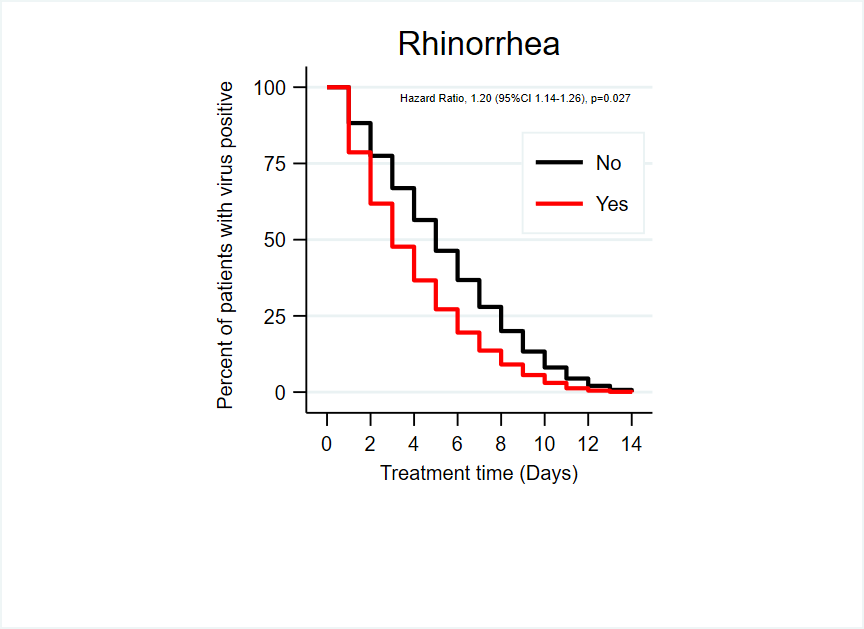 Rhinorrhea
Hazard Ratio, 1.20 (95%CI 1.14-1.26), p=0.027
Percent of patients with virus positive
100
75
50
25
0
No
Yes
0 2 4 6 8 10 12 14
Treatment time (Days)